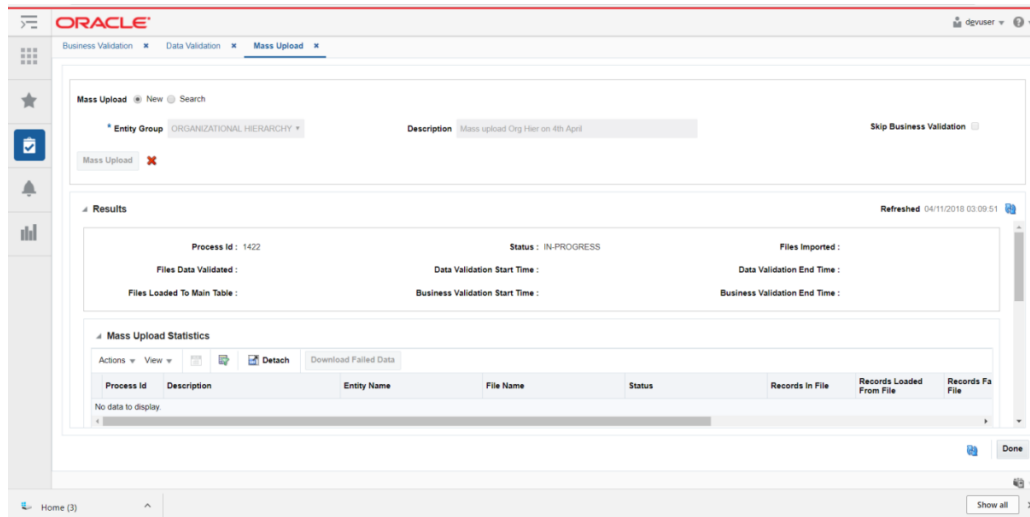 ORACLE®
dgvuser
Business Validation × Data Validation × Mass Upload ×
Mass Upload New Search
* Entity Group ORGANIZATIONAL HIERARCHY Description Mass upload Org Hier on 4th April Skip Business Validation
Mass Upload
Results Refreshed 04/11/2018 03:09:51
Process Id : 1422 Status : IN-PROGRESS Files Imported :
Files Data Validated : Data Validation Start Time : Data Validation End Time :
Files Loaded To Main Table : Business Validation Start Time : Business Validation End Time :
Mass Upload Statistics
Actions View Detach Download Failed Data
Process Id Description Entity Name File Name Status Records In File Records Loaded From File Records Fa File
No data to display.
Done
Home (3) Show all